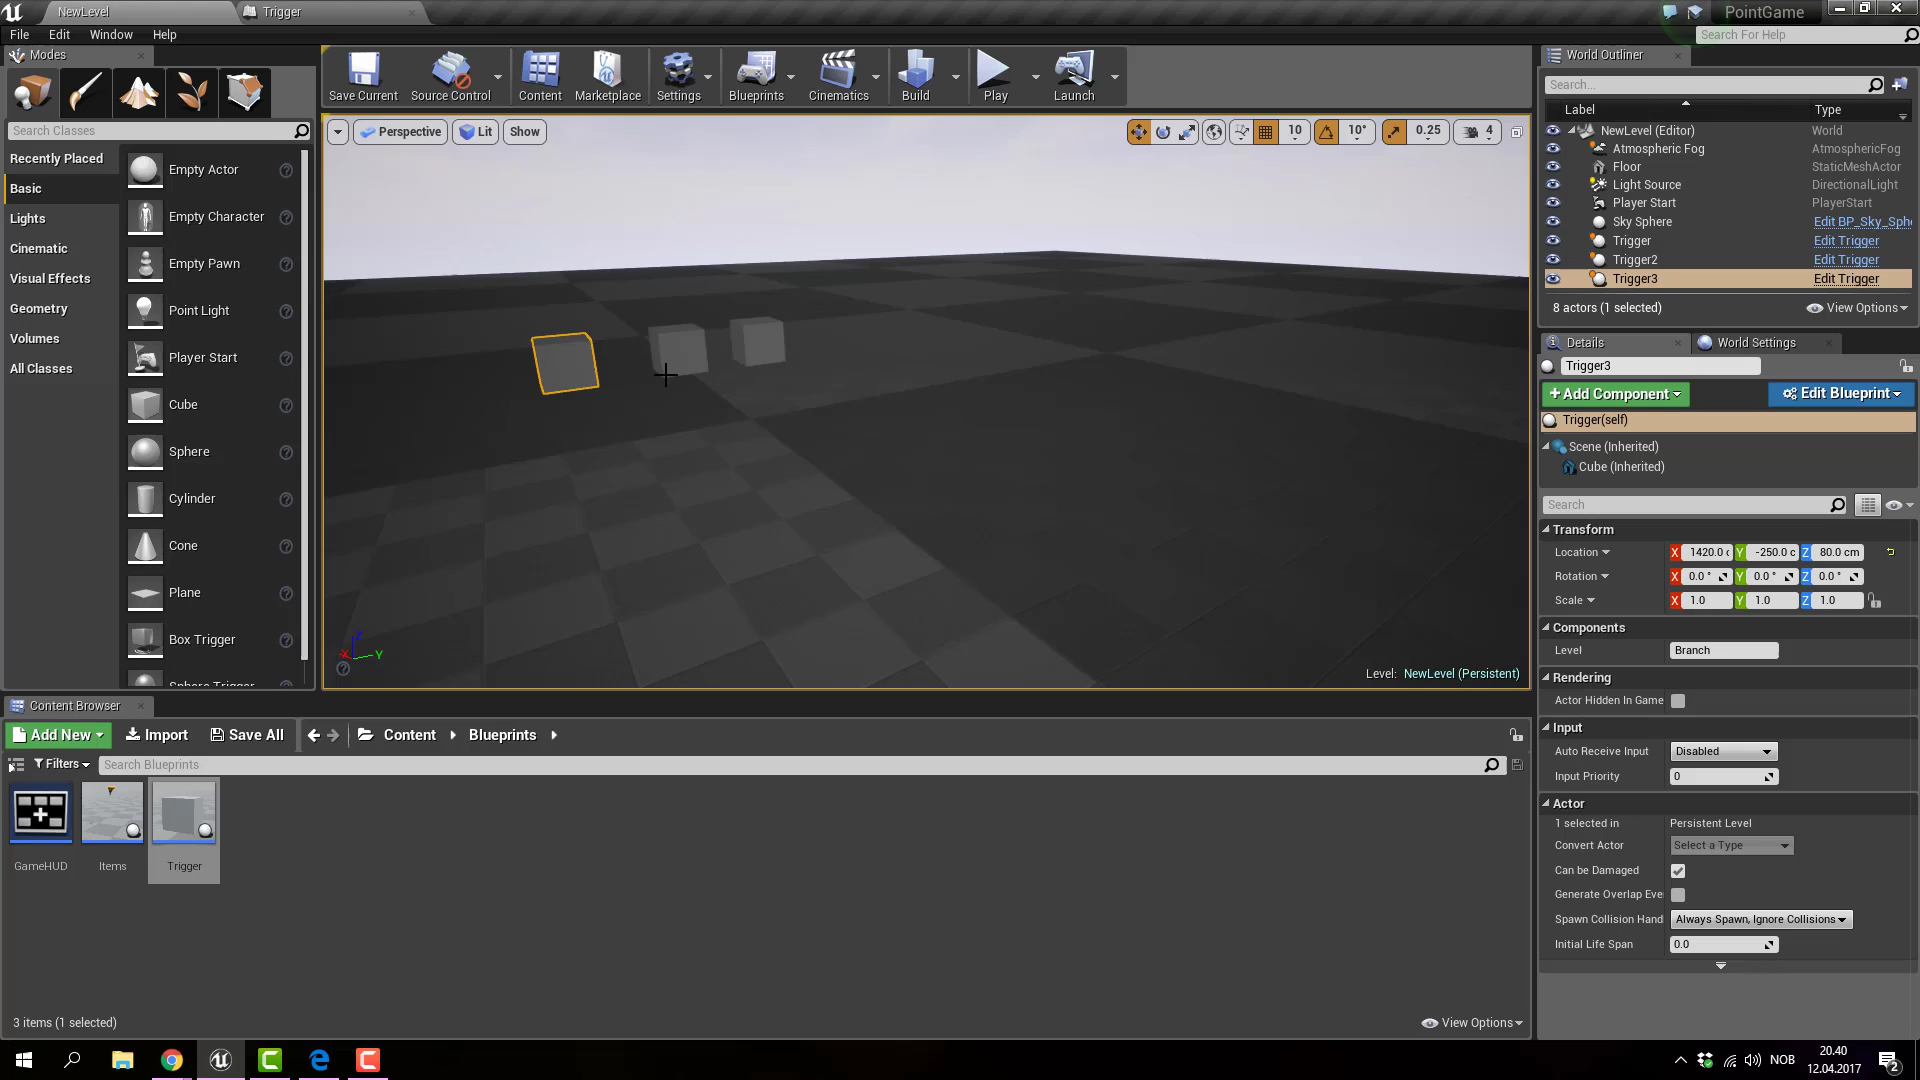 NewLevel
Trigger
PointGame
File Edit Window Help
Search For Help
Modes
Save Current
Source Control
Content
Marketplace
Settings
Blueprints
Cinematics
Build
Play
Launch
World Outliner
Search...
Label
Type
Search Classes
Recently Placed
Basic
Lights
Cinematic
Visual Effects
Geometry
Volumes
All Classes
Empty Actor
Empty Character
Empty Pawn
Point Light
Player Start
Cube
Sphere
Cylinder
Cone
Plane
Box Trigger
Sphere Trigger
Perspective
Lit
Show
10
10°
0.25
4
Z
X
Y
Level: NewLevel (Persistent)
NewLevel (Editor) World
Atmospheric Fog AtmosphericFog
Floor StaticMeshActor
Light Source DirectionalLight
Player Start PlayerStart
Sky Sphere Edit BP_Sky_Sph
Trigger Edit Trigger
Trigger2 Edit Trigger
Trigger3 Edit Trigger
8 actors (1 selected)
View Options
Details
World Settings
Trigger3
+Add Component
Edit Blueprint
Trigger(self)
Scene (Inherited)
Cube (Inherited)
Search
Transform
Location X 1420.0 c Y -250.0 c Z 80.0 cm
Rotation X 0.0 ° Y 0.0 ° Z 0.0 °
Scale X 1.0 Y 1.0 Z 1.0
Components
Level Branch
Rendering
Actor Hidden In Game
Input
Auto Receive Input Disabled
Input Priority 0
Actor
1 selected in Persistent Level
Convert Actor Select a Type
Can be Damaged
Generate Overlap Eve
Spawn Collision Hand Always Spawn, Ignore Collisions
Initial Life Span 0.0
Content Browser
Add New
Import
Save All
Content
Blueprints
Filters
Search Blueprints
GameHUD
Items
Trigger
3 items (1 selected)
View Options
NOB
20.40
12.04.2017
2